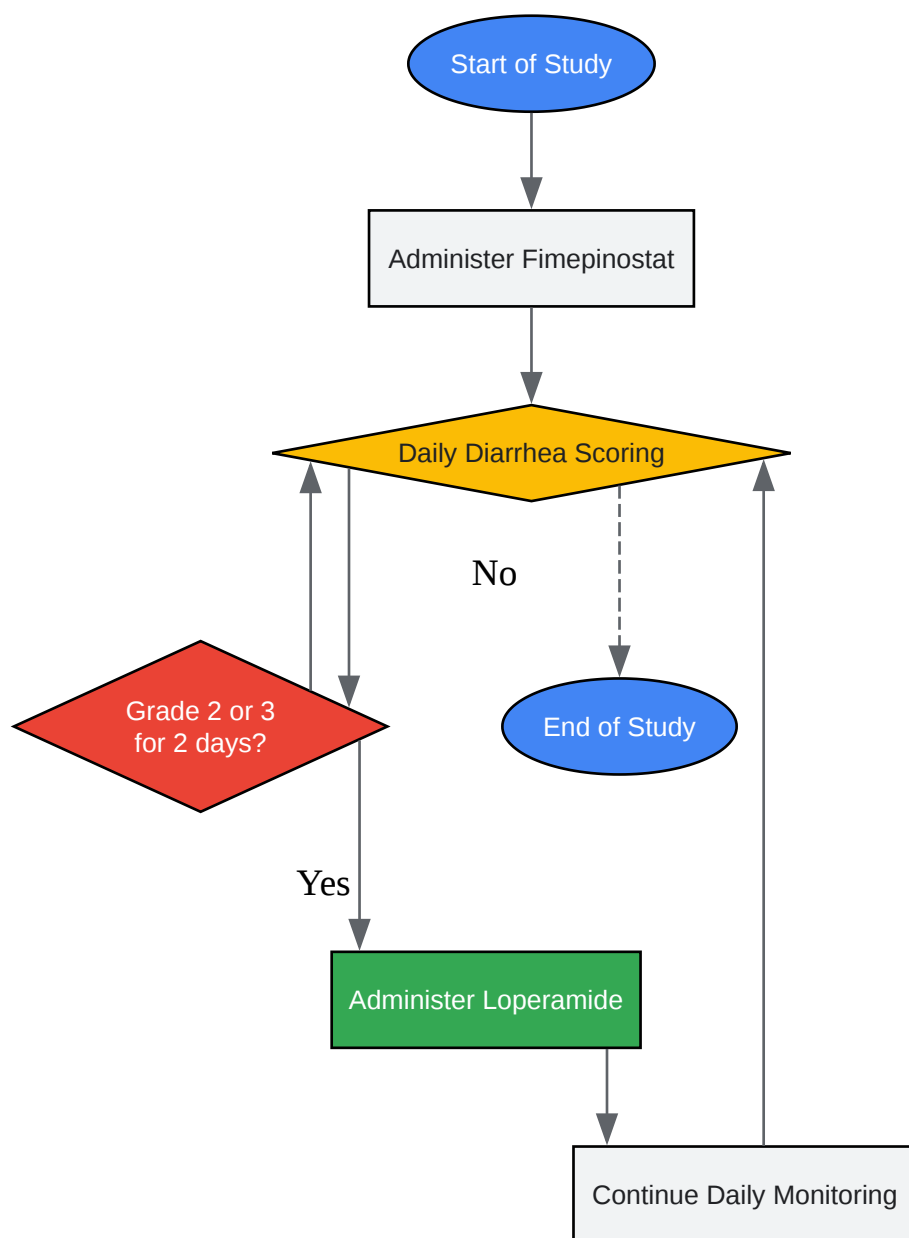 Start of Study
Administer Fimepinostat
Daily Diarrhea Scoring
No
Grade 2 or 3
for 2 days?
End of Study
Yes
Administer Loperamide
Continue Daily Monitoring